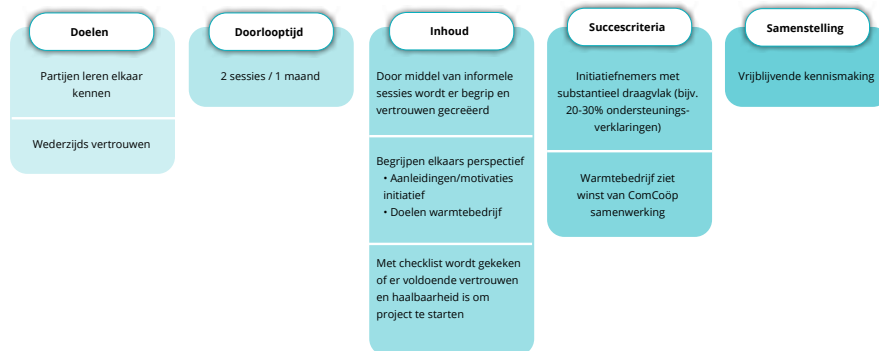 Doelen
Partijen leren elkaar
kennen
Wederzijds vertrouwen
Doorlooptijd
2 sessies / 1 maand
Inhoud
Door middel van informele
sessies wordt er begrip en
vertrouwen gecreëerd
Begrijpen elkaars perspectief
• Aanleidingen/motivaties
initiatief
• Doelen warmtebedrijf
Met checklist wordt gekeken
of er voldoende vertrouwen
en haalbaarheid is om
project te starten
Succescriteria
Initiatiefnemers met
substantieel draagvlak (bijv.
20-30% ondersteunings-
verklaringen)
Warmtebedrijf ziet
winst van ComCoöp
samenwerking
Samenstelling
Vrijblijvende kennismaking